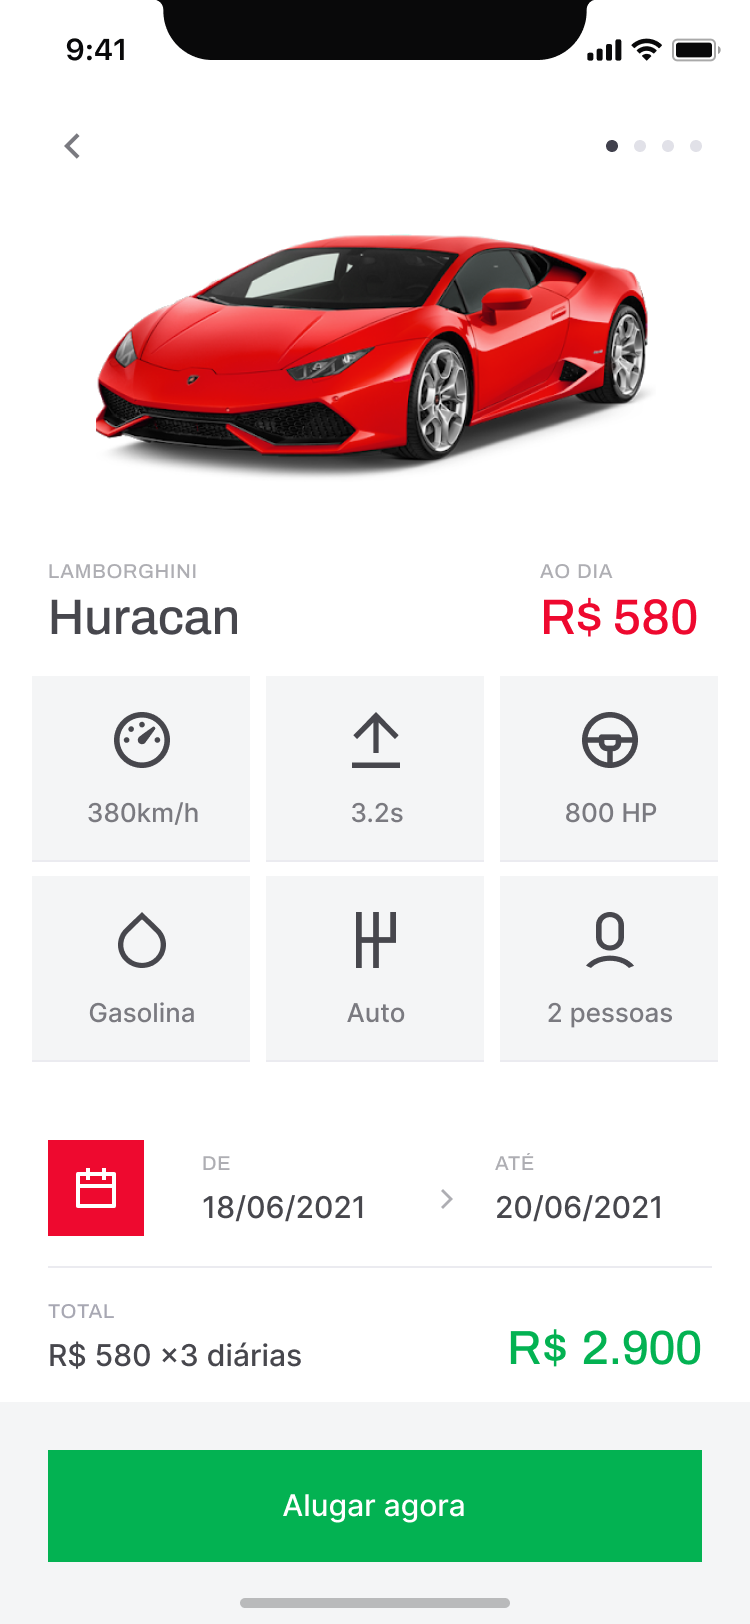 9:41
LAMBORGHINI
AO DIA
Huracan
R$ 580
380km/h
3.2s
800 HP
Gasolina
Auto
2 pessoas
DE
ATÉ
18/06/2021
20/06/2021
TOTAL
R$ 580 ×3 diárias
R$ 2.900
Alugar agora